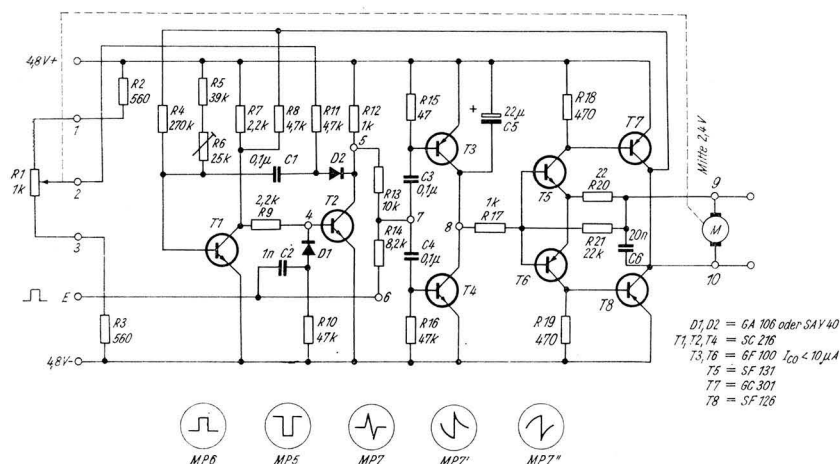 4,8V+
R2
560
R5
39k
R4
270k
R6
25k
R7
2,2k
R8
4,7k
R11
4,7k
R12
1k
R15
47
+
22µ
C5
R18
470
T7
Mitte 2,4V
1
R1
1k
2
3
0,1µ
C1
D2
5
R13
10k
C3
0,1µ
T3
T5
22
R20
9
2,2k
R9
4
T2
T1
7
8
1k
R17
R21
22k
20n
C6
M
1n
C2
D1
R14
8,2k
C4
0,1µ
T6
10
E
6
T4
T8
R3
560
R10
47k
R16
47k
R19
470
4,8V-
D1, D2 = GA 106 oder SAV 40
T1, T2, T4 = SC 216
T3, T6 = GF 100 ICO < 10 µA
T5 = SF 131
T7 = GC 301
T8 = SF 126
MP6
MP5
MP7
MP7'
MP7"